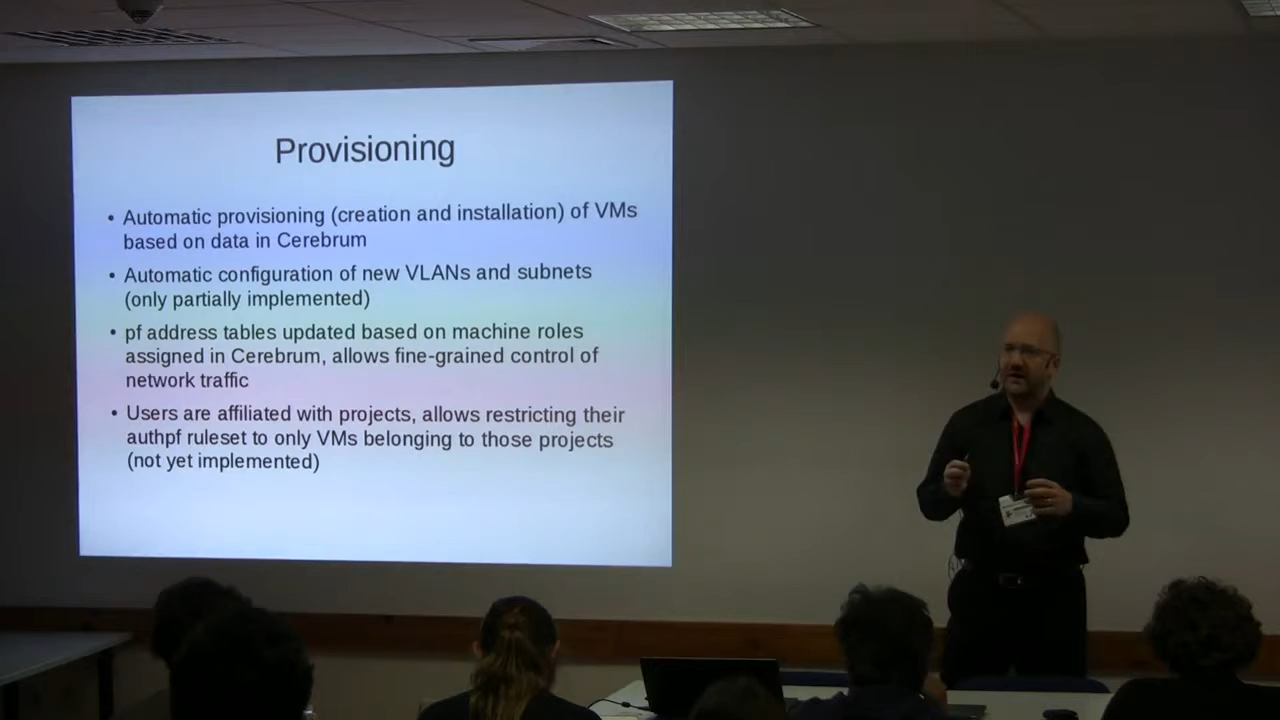 Provisioning
• Automatic provisioning (creation and installation) of VMs
based on data in Cerebrum
• Automatic configuration of new VLANs and subnets
(only partially implemented)
• pf address tables updated based on machine roles
assigned in Cerebrum, allows fine-grained control of
network traffic
• Users are affiliated with projects, allows restricting their
authpf ruleset to only VMs belonging to those projects
(not yet implemented)